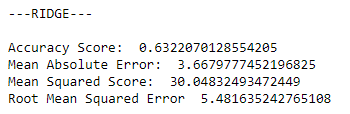 ---RIDGE---
Accuracy Score:  0.6322070128554205
Mean Absolute Error:  3.6679777452196825
Mean Squared Score:  30.04832493472449
Root Mean Squared Error  5.481635242765108